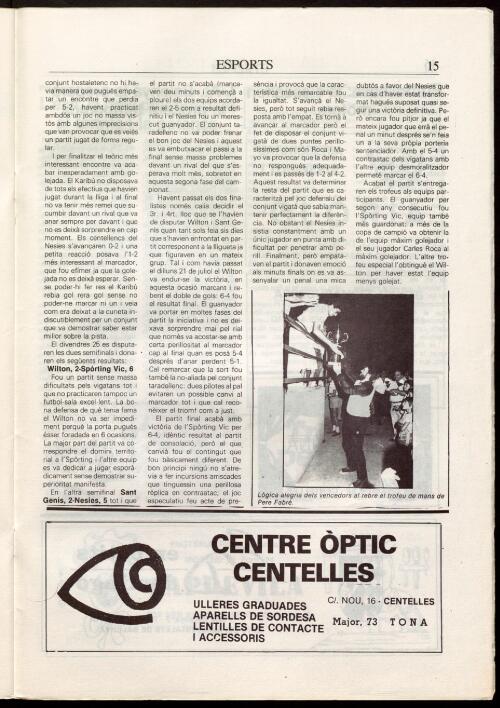 ESPORTS
15
conjunt hostaletenc no hi ha-
via manera que pugués empa-
tar un encontre que perdia
per 5-2, havent practicat
ambdós un joc no massa vis-
tós amb algunes imprecisions
que van provocar que es veiés
un partit jugat de forma regu-
lar.
I per finalitzar el teòric més
interessant encontre va aca-
bar inesperadament amb go-
lejada. El Karibú no disposava
de tots els efectius que havien
jugat durant la lliga i al final
no va tenir més remei que su-
cumbir davant un rival que va
anar sempre per davant i que
no es deixà sorprendre en cap
moment. Els centellencs del
Nesies s'avançaren 0-2 i una
petita reacció posava l'1-2
més interessant al marcador,
que fou efímer ja que la gole-
jada no es deixà esperar. Sen-
se poder-hi fer res el Karibú
rebia gol rera gol sense no
poder-ne marcar ni un i veia
com era deixat a la cuneta in-
discutiblement per un conjunt
que va demostrar saber estar
millor sobre la pista.
El divendres 25 es disputa-
ren les dues semifinals i dona-
ren els següents resultats:
Wilton, 2-Spórting Vic, 6
Fou un partit sense massa
dificultats pels vigatans tot i
que no practicaren tampoc un
futbol-sala excel·lent. La bo-
na defensa de què tenia fama
el Wilton no va ser impedi-
ment perquè la porta pugués
ésser foradada en 6 ocasions.
La major part del partit va co-
rrespondre el domini territo-
rial a l'Spórting i l'altre equip
es va dedicar a jugar esporà-
dicament sense demostrar su-
perioritat manifesta.
En l'altra semifinal Sant
Genís, 2-Nesies, 5 tot i que
el partit no s'acabà (manca-
ven deu minuts i començà a
ploure) els dos equips acorda-
ren el 2-5 com a resultat defi-
nitiu i el Nesies fou un meres-
cut guanyador. El conjunt ta-
radellenc no va poder frenar
el bon joc del Nesies i aquest
es va embutxacar el passi a la
final sense massa problemes
davant un rival del que s'es-
perava molt més, sobretot en
aquesta segona fase del cam-
pionat.
Havent passat els dos fina-
listes només calia decidir el
3r. i 4rt. lloc que se l'havien
de disputar Wilton i Sant Ge-
nís quan tant sols feia sis dies
que s'havien enfrontat en par-
tit corresponent a la lligueta ja
que figuraven en un mateix
grup. Tal i com havia passat
el dilluns 21 de juliol el Wilton
va endur-se la victòria, en
aquesta ocasió marcant i re-
bent el doble de gols: 6-4 fou
el resultat final. El guanyador
va portar en moltes fases del
partit la iniciativa i no es dei-
xava sorprendre mai pel rial
que només va acostar-se amb
certa perillositat al marcador
cap al final quan es posà 5-4
després d'anar perdent 5-1.
Cal remarcar que la sort fou
també la no-aliada pel conjunt
taradellenc: dues pilotes al pal
evitaren un possible canvi al
marcador tot i que cal reco-
nèixer el triomf com a just.
El partit final acabà amb
victòria de l'Spórting Vic per
6-4, idèntic resultat al partit
de consolació, però el que
canvià fou el contingut que
fou bàsicament diferent. De
bon principi ningú no s'atre-
via a fer incursions arriscades
que tinguessin una perillosa
rèplica en contraatac; el joc
especulatiu feu acte de pre-
sència i provocà que la carac-
terística més remarcable fou
la igualtat. S'avançà el Ne-
sies, però tot seguit rebia res-
posta amb l'empat. Es tornà a
avançar al marcador però el
fet de disposar el conjunt vi-
gatà de dues puntes perillo-
síssimes com són Roca i Ma-
yo va provocar que la defensa
no respongués adequada-
ment i es passés de 1-2 al 4-2.
Aquest resultat va determinar
la resta del partit que es ca-
racteritzà pel joc defensiu del
conjunt vigatà que sabia man-
tenir perfectament la diferèn-
cia. No obstant el Nesies in-
sistia constantment amb un
únic jugador en punta amb di-
ficultat per penetrar amb pe-
rill. Finalment, però empata-
ven el partit i donaven emoció
als minuts finals on es va as-
senyalar un penal una mica
dubtós a favor del Nesies que
en cas d'haver estat transfor-
mat hagués suposat quasi se-
gur una victòria definitiva. Pe-
rò encara fou pitjor ja que el
mateix jugador que errà el pe-
nal un minut després se'n feia
un a la seva pròpia porteria
sentenciador. Amb el 5-4 un
contraatac dels vigatans amb
l'altre equip desmoralitzador
permeté marcar el 6-4.
Acabat el partit s'entrega-
ren els trofeus als equips par-
ticipants. El guanyador per
segon any consecutiu fou
l'Spórting Vic, equip també
més guardonat: a més de la
copa de campió va obtenir la
de l'equip màxim golejador i
el seu jugador Carles Roca al
màxim golejador. L'altre tro-
feu especial l'obtingué el Wil-
ton per haver estat l'equip
menys golejat.
Lògica alegria dels vencedors al rebre el trofeu de mans de
Pere Fabré.
CENTRE ÒPTIC
CENTELLES
ULLERES GRADUADES
APARELLS DE SORDESA
LENTILLES DE CONTACTE
I ACCESSORIS
C/. NOU, 16 - CENTELLES
Major, 73 TONA